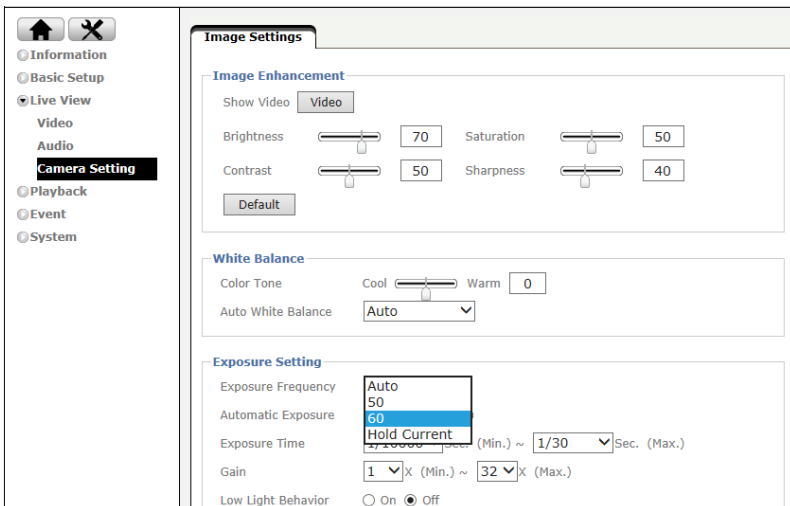 Information
Basic Setup
Live View
Video
Audio
Camera Setting
Playback
Event
System
Image Settings
Image Enhancement
Show Video Video
Brightness 70 Saturation 50
Contrast 50 Sharpness 40
Default
White Balance
Color Tone Cool Warm 0
Auto White Balance Auto
Exposure Setting
Exposure Frequency Auto
50
Automatic Exposure 60
Hold Current
Exposure Time (Min.) ~ 1/30 Sec. (Max.)
Gain 1 X (Min.) ~ 32 X (Max.)
Low Light Behavior On Off